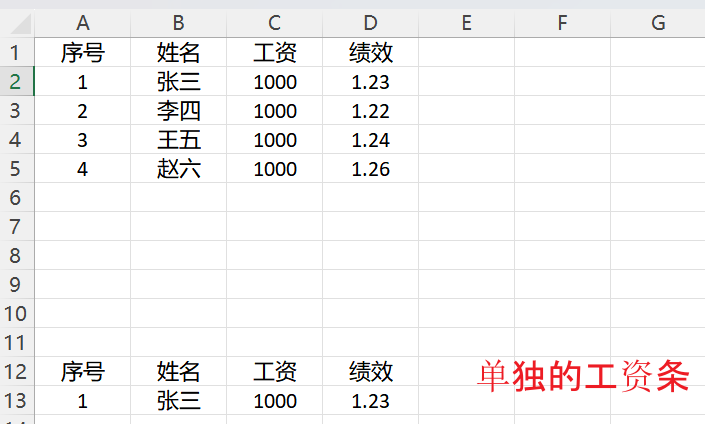 A B C D E F G
1 序号 姓名 工资 绩效
2 1 张三 1000 1.23
3 2 李四 1000 1.22
4 3 王五 1000 1.24
5 4 赵六 1000 1.26
6
7
8
9
10
11
12 序号 姓名 工资 绩效 单独的工资条
13 1 张三 1000 1.23